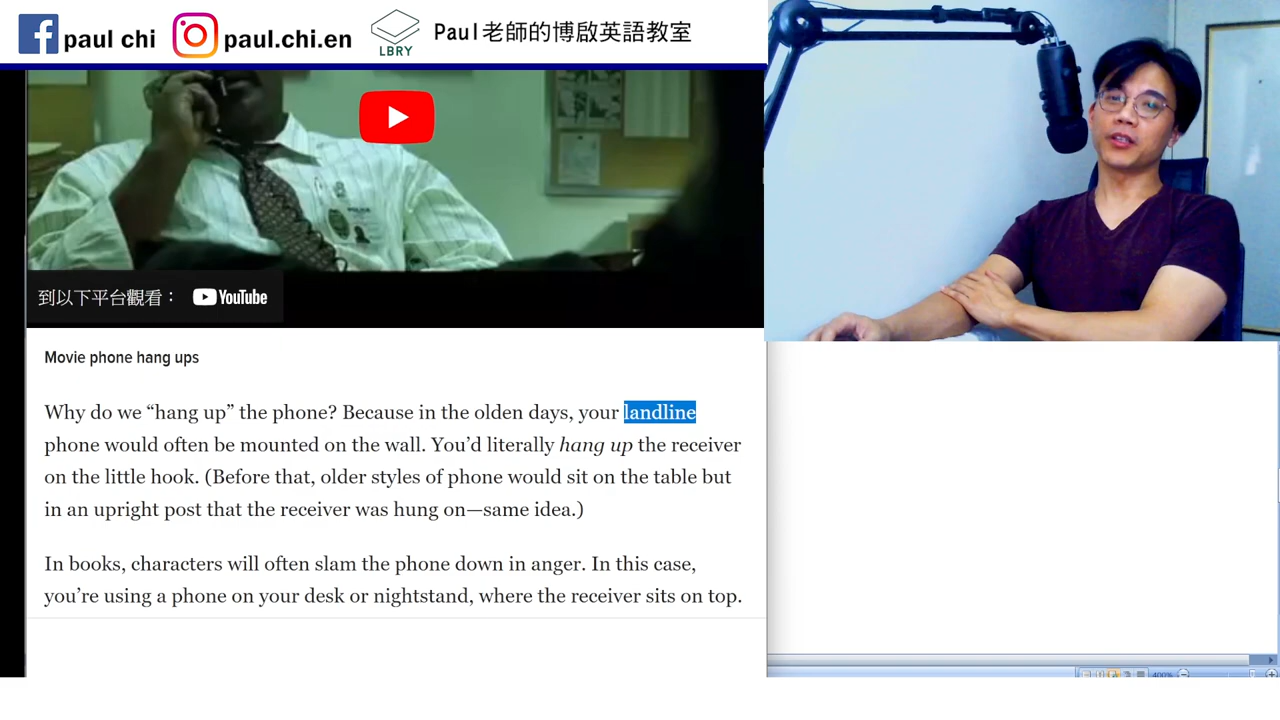 paul chi
paul.chi.en
LBRY
Paul老師的博啟英語教室
到以下平台觀看：
YouTube
Movie phone hang ups
Why do we “hang up” the phone? Because in the olden days, your landline
phone would often be mounted on the wall. You’d literally hang up the receiver
on the little hook. (Before that, older styles of phone would sit on the table but
in an upright post that the receiver was hung on—same idea.)
In books, characters will often slam the phone down in anger. In this case,
you’re using a phone on your desk or nightstand, where the receiver sits on top.
400%